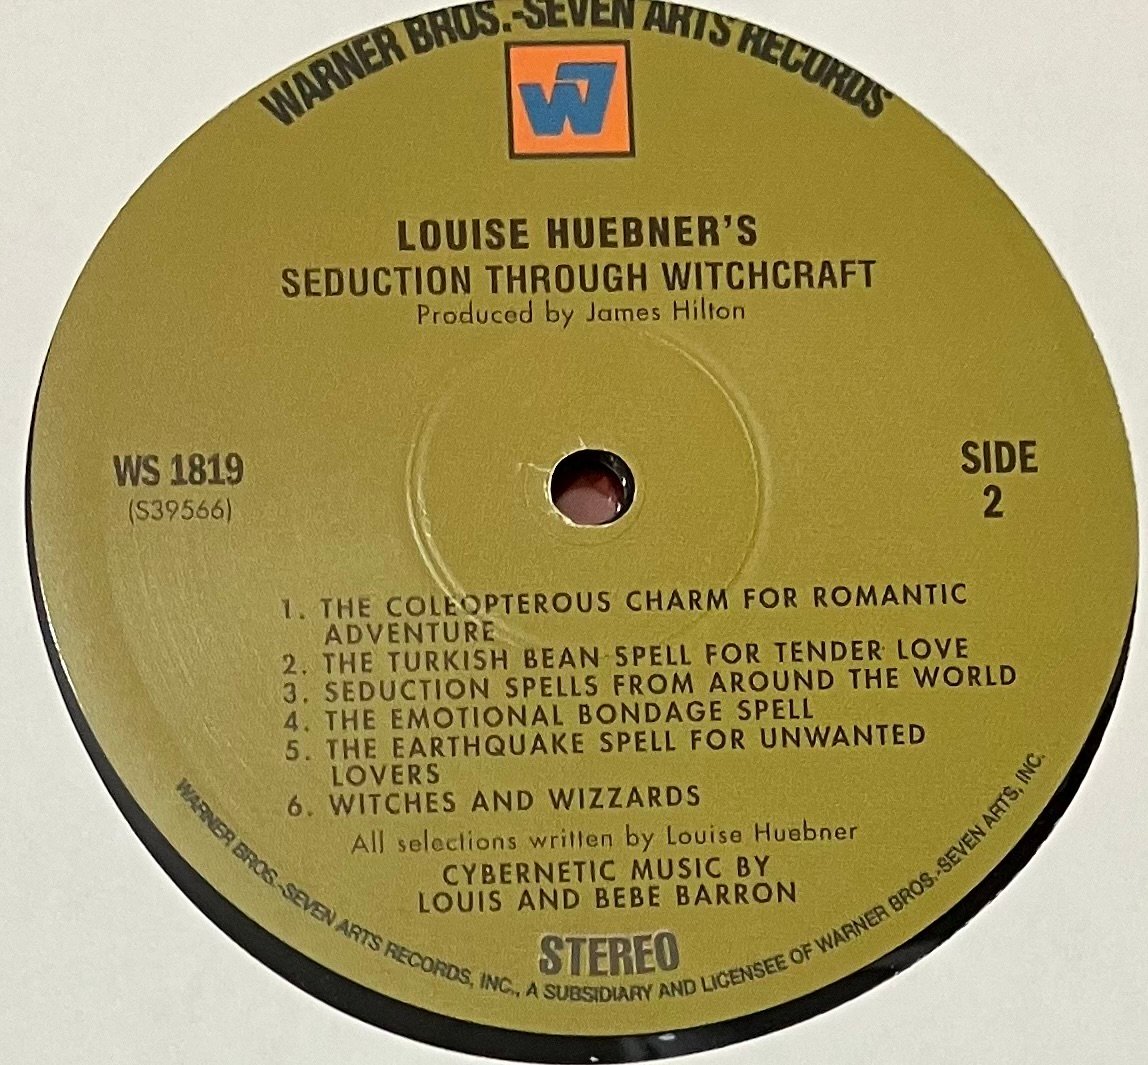 WARNER BROS.-SEVEN ARTS RECORDS
W7
LOUISE HUEBNER'S
SEDUCTION THROUGH WITCHCRAFT
Produced by James Hilton
WS 1819
(S39566)
SIDE
2
1. THE COLEOPTEROUS CHARM FOR ROMANTIC
ADVENTURE
2. THE TURKISH BEAN SPELL FOR TENDER LOVE
3. SEDUCTION SPELLS FROM AROUND THE WORLD
4. THE EMOTIONAL BONDAGE SPELL
5. THE EARTHQUAKE SPELL FOR UNWANTED
LOVERS
6. WITCHES AND WIZZARDS
All selections written by Louise Huebner
CYBERNETIC MUSIC BY
LOUIS AND BEBE BARRON
STEREO
WARNER BROS.-SEVEN ARTS RECORDS, INC., A SUBSIDIARY AND LICENSEE OF WARNER BROS.-SEVEN ARTS, INC.